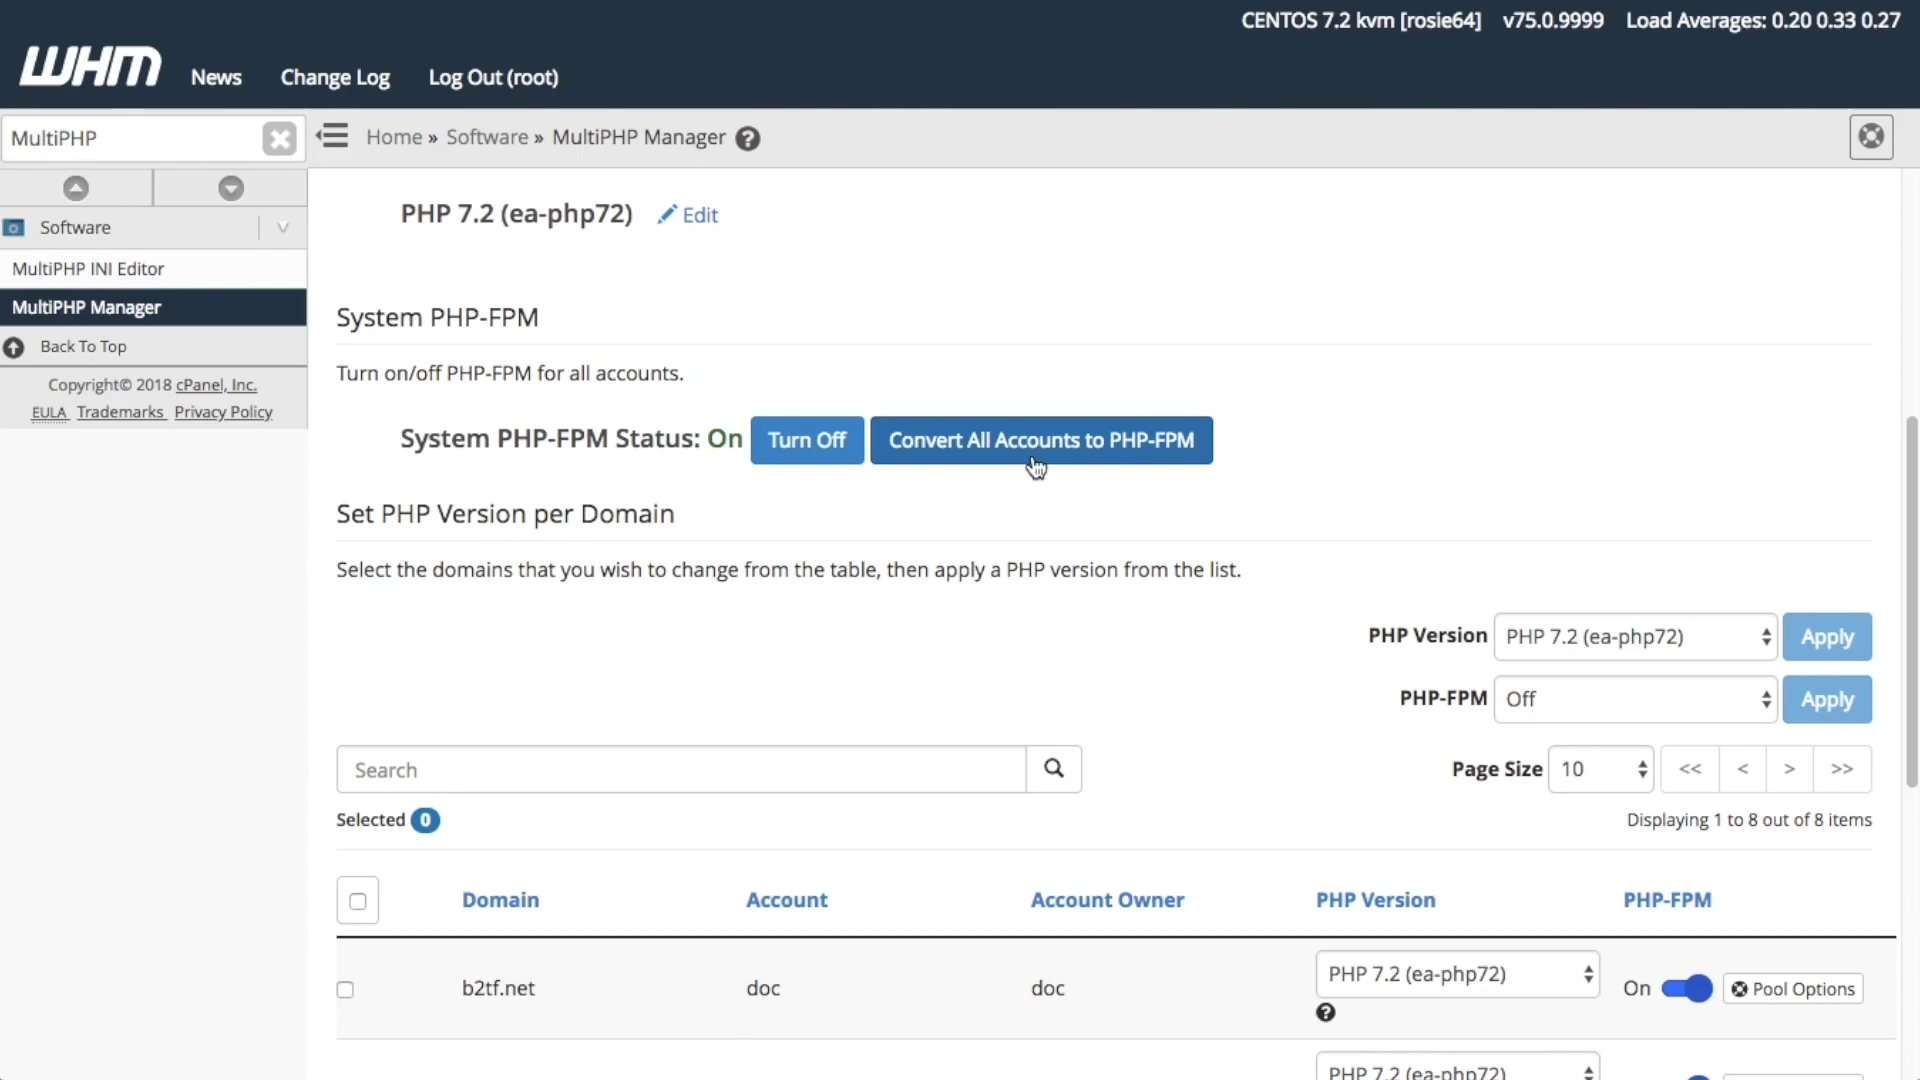 CENTOS 7.2 kvm [rosie64] v75.0.9999 Load Averages: 0.20 0.33 0.27
WHM News Change Log Log Out (root)
MultiPHP
Home » Software » MultiPHP Manager
Software
MultiPHP INI Editor
MultiPHP Manager
Back To Top
Copyright© 2018 cPanel, Inc.
EULA Trademarks Privacy Policy
PHP 7.2 (ea-php72) Edit
System PHP-FPM
Turn on/off PHP-FPM for all accounts.
System PHP-FPM Status: On Turn Off Convert All Accounts to PHP-FPM
Set PHP Version per Domain
Select the domains that you wish to change from the table, then apply a PHP version from the list.
PHP Version PHP 7.2 (ea-php72) Apply
PHP-FPM Off Apply
Search Page Size 10 << < > >>
Selected 0 Displaying 1 to 8 out of 8 items
Domain Account Account Owner PHP Version PHP-FPM
b2tf.net doc doc PHP 7.2 (ea-php72) On Pool Options
PHP 7.2 (ea-php72)